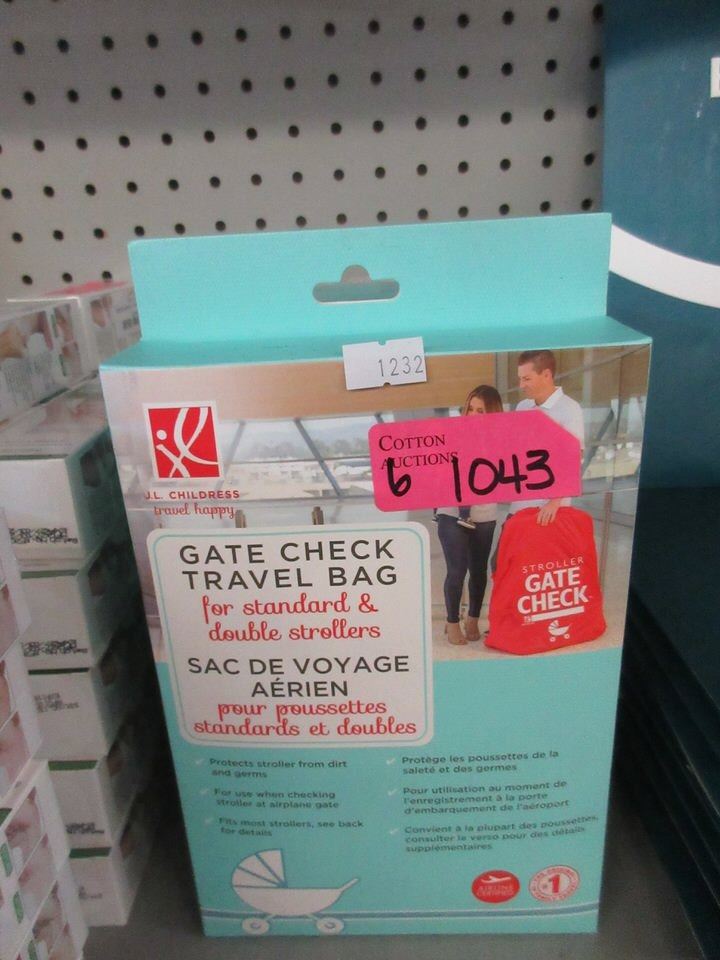 1232
COTTON
AUCTIONS
6 1043
J.L. CHILDRESS
travel happy
GATE CHECK
TRAVEL BAG
for standard &
double strollers
SAC DE VOYAGE
AÉRIEN
pour poussettes
standards et doubles
STROLLER
GATE
CHECK
Protects stroller from dirt
and germs
For use when checking
stroller at airplane gate
Fits most strollers, see back
for details
Protège les poussettes de la
saleté et des germes
Pour utilisation au moment de
l'enregistrement à la porte
d'embarquement de l'aéroport
Convient à la plupart des poussettes,
consulter le verso pour des détails
supplémentaires
AIRLINE
1